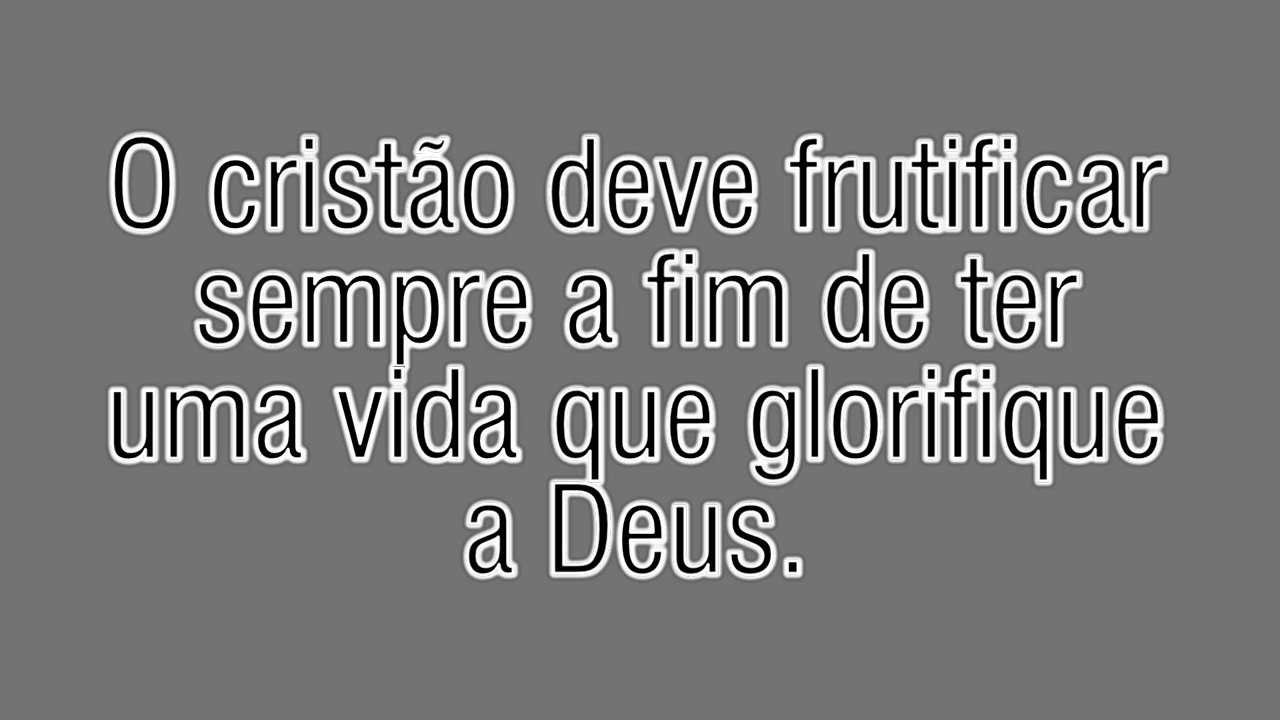 O cristão deve frutificar
sempre a fim de ter
uma vida que glorifique
a Deus.